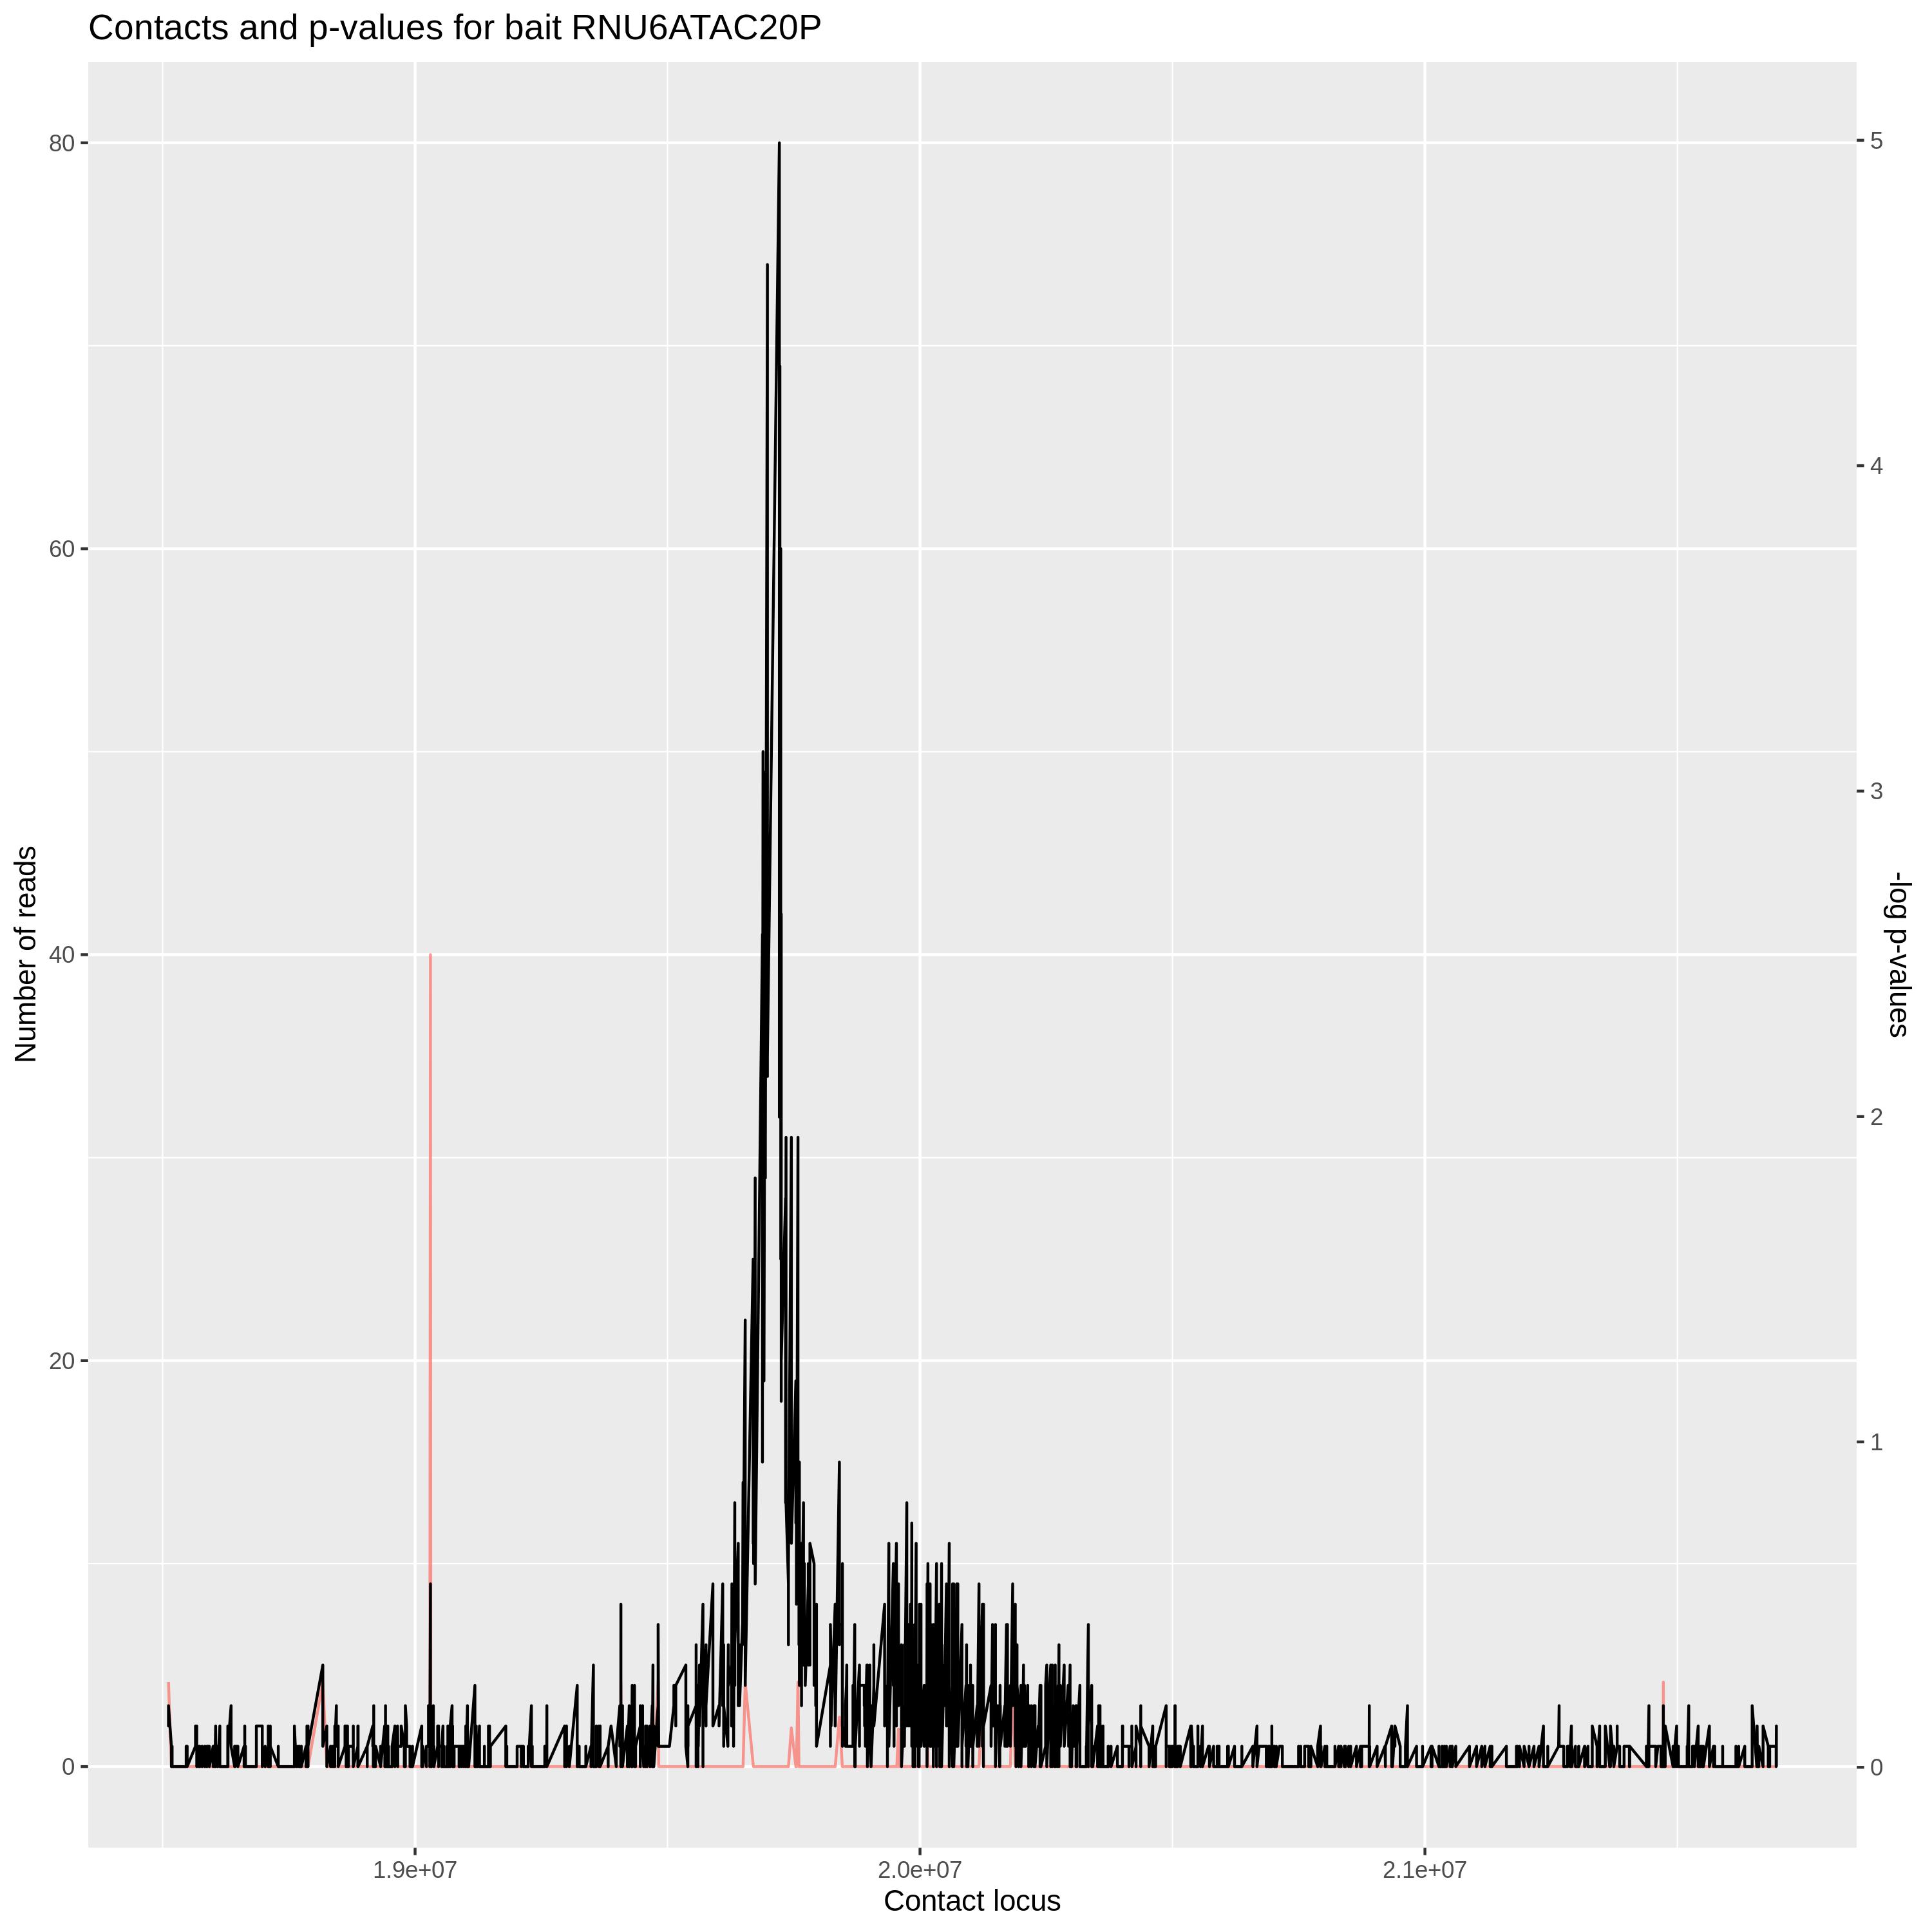 Contacts and p-values for bait RNU6ATAC20P
80
60
40
20
0
Number of reads
5
4
3
2
1
0
-log p-values
1.9e+07
2.0e+07
2.1e+07
Contact locus